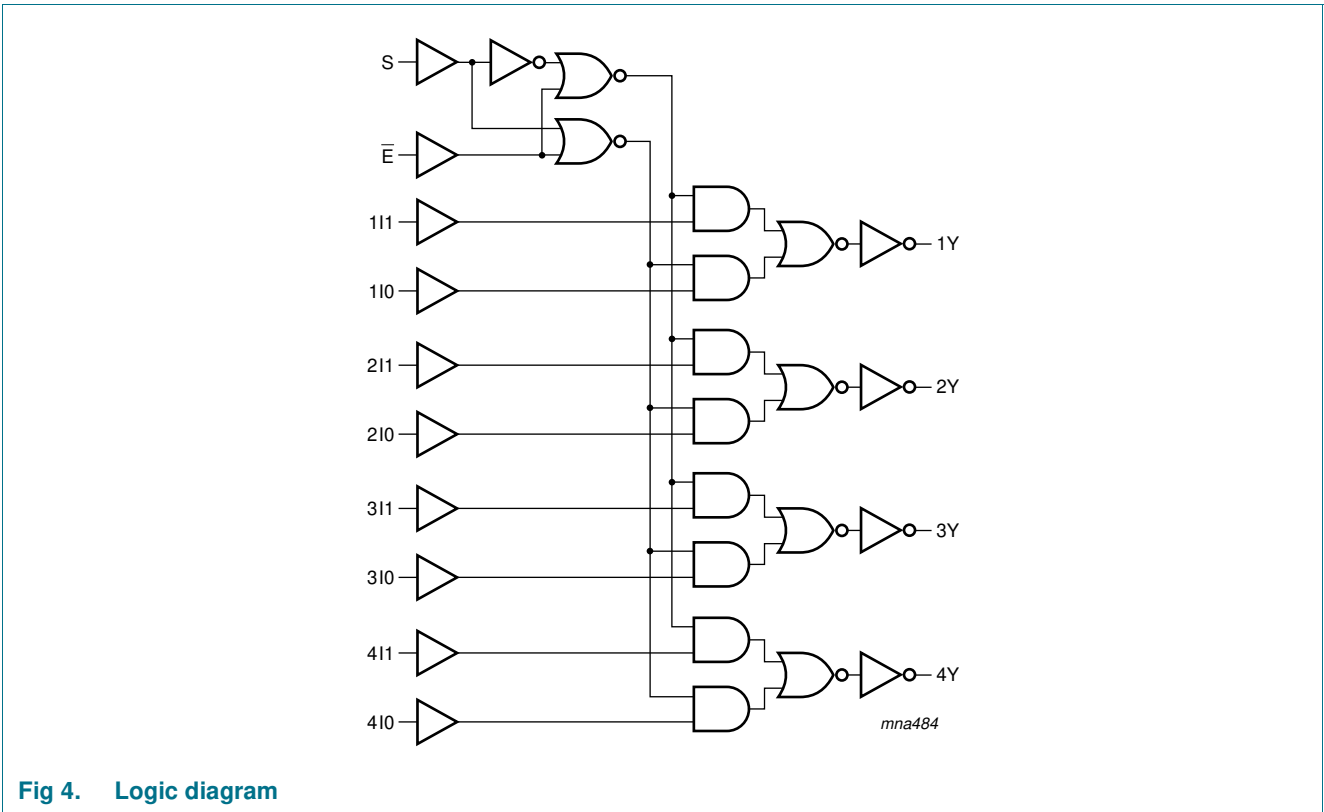 S
E̅
1I1
1I0
1Y
2I1
2I0
2Y
3I1
3I0
3Y
4I1
4I0
4Y
mna484
Fig 4. Logic diagram